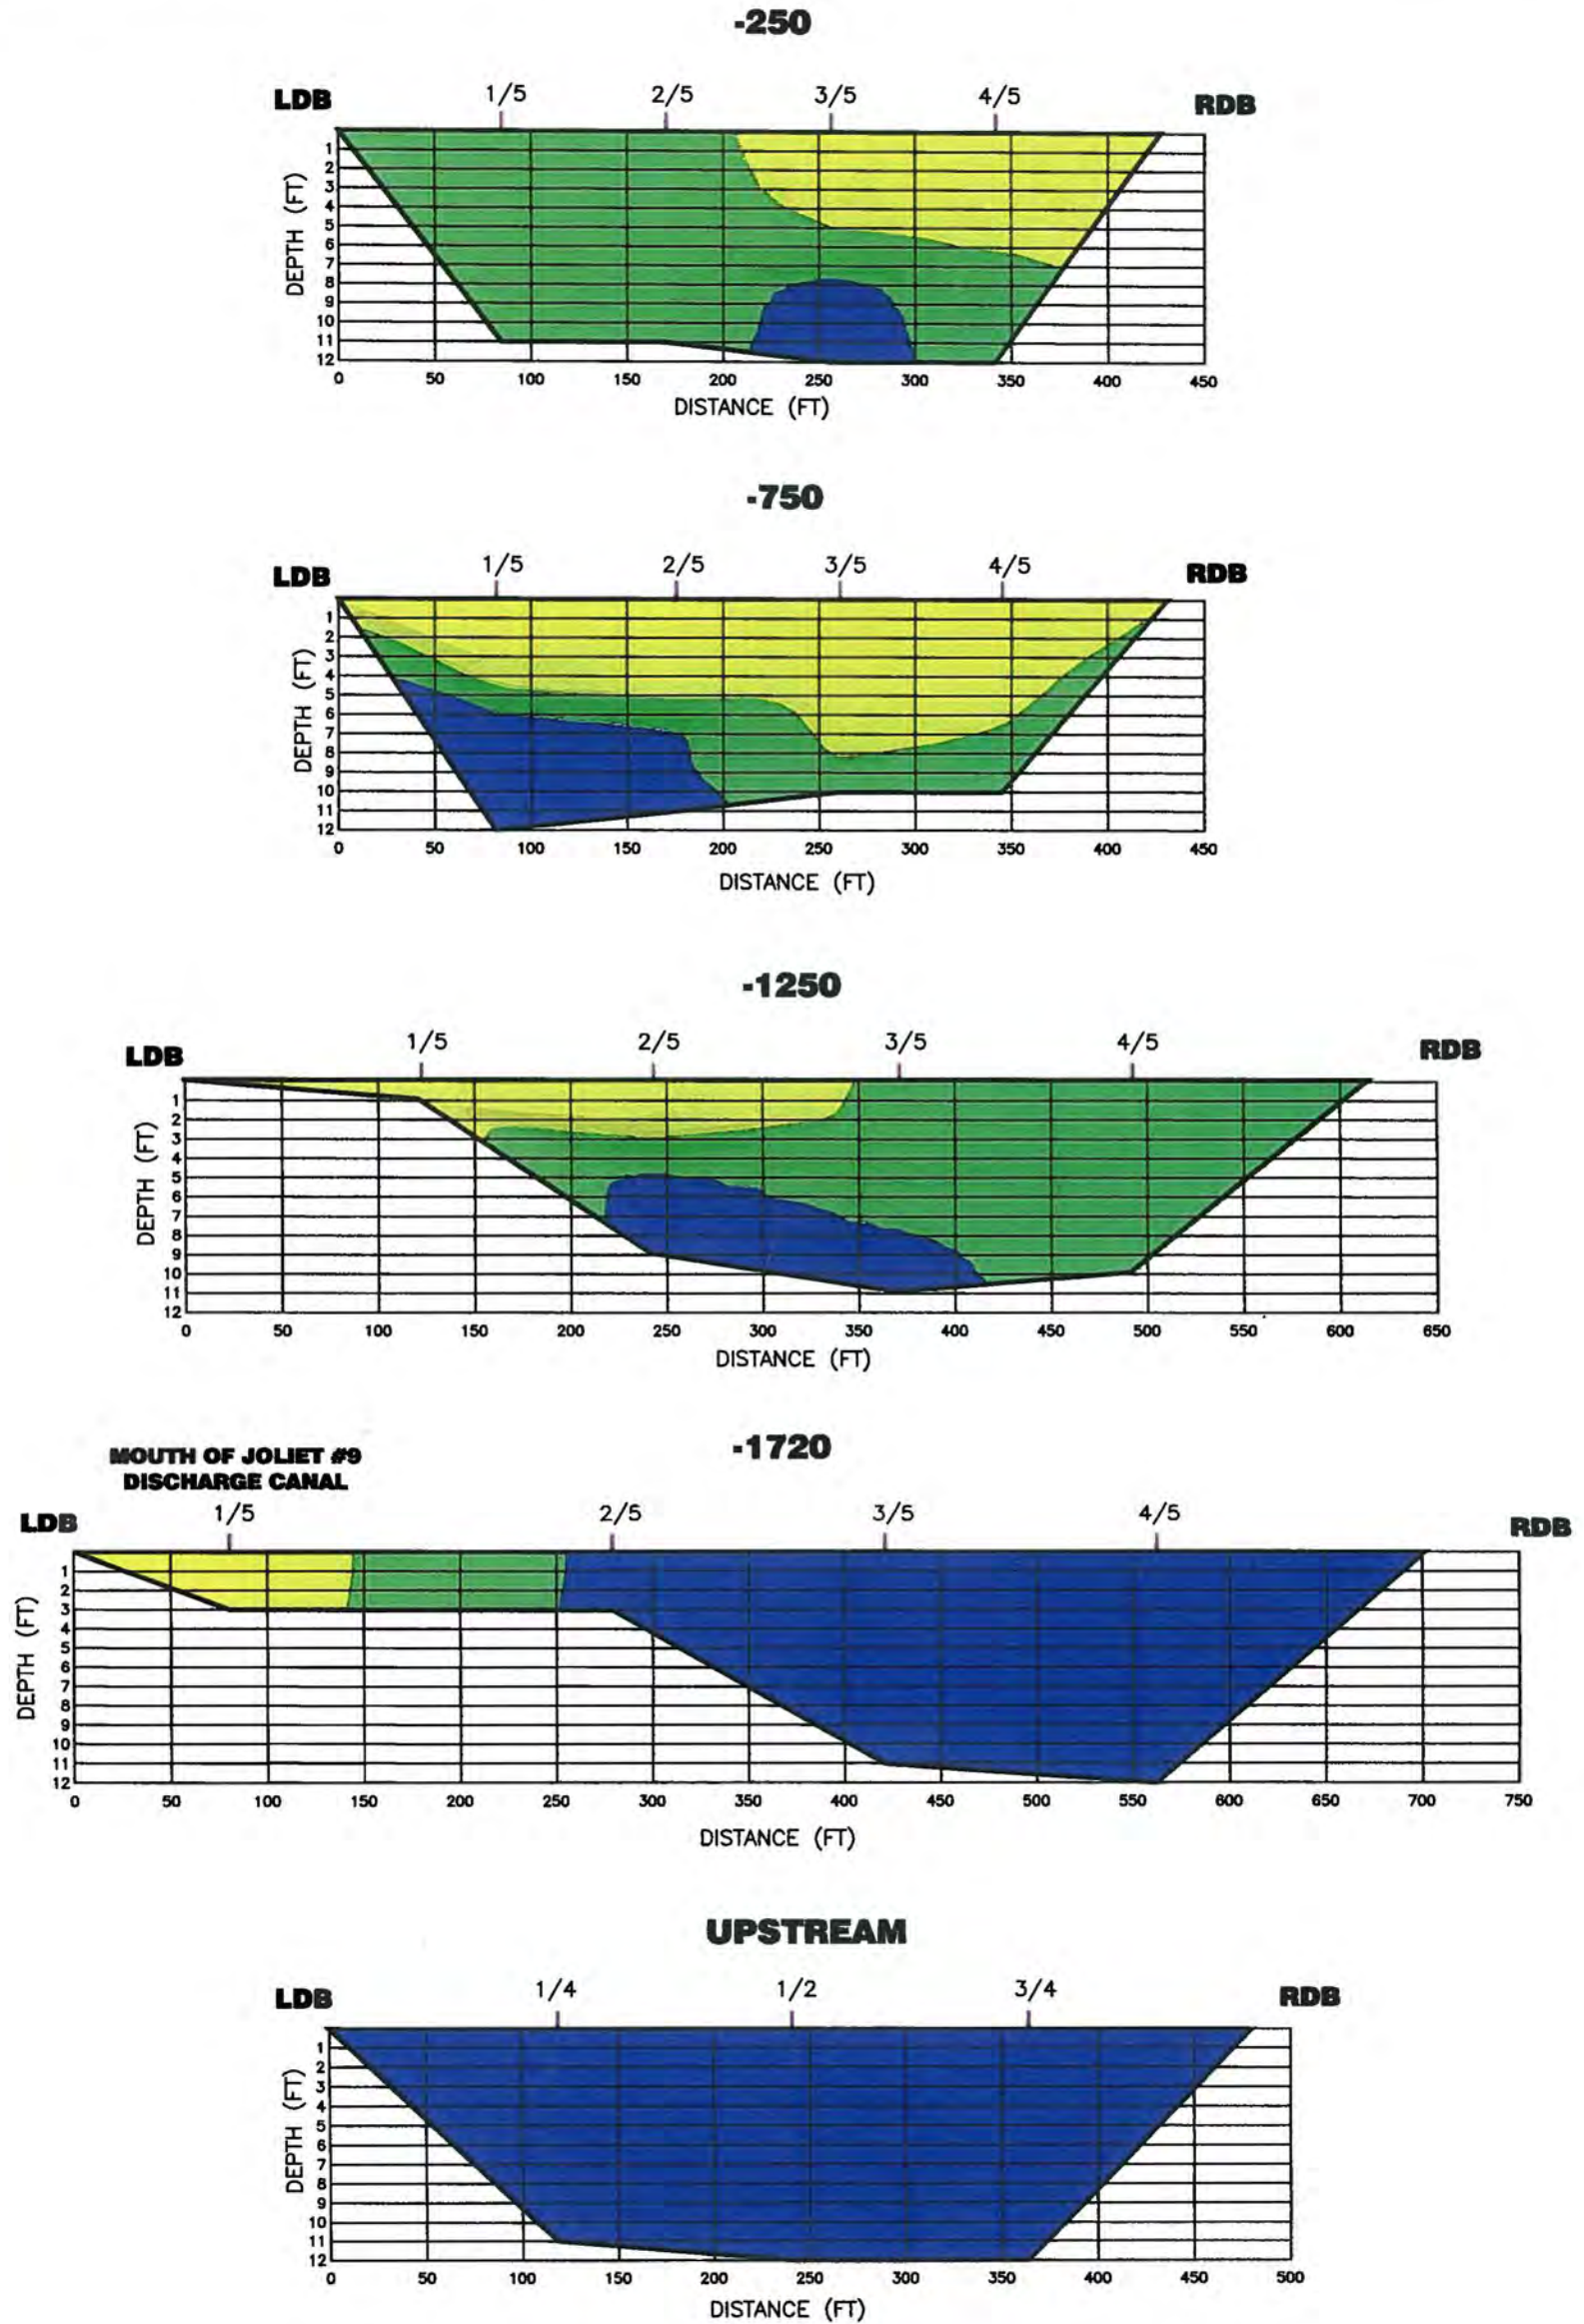 -250
LDB 1/5 2/5 3/5 4/5 RDB
DEPTH (FT)
1
2
3
4
5
6
7
8
9
10
11
12
0 50 100 150 200 250 300 350 400 450
DISTANCE (FT)
-750
LDB 1/5 2/5 3/5 4/5 RDB
DEPTH (FT)
1
2
3
4
5
6
7
8
9
10
11
12
0 50 100 150 200 250 300 350 400 450
DISTANCE (FT)
-1250
LDB 1/5 2/5 3/5 4/5 RDB
DEPTH (FT)
1
2
3
4
5
6
7
8
9
10
11
12
0 50 100 150 200 250 300 350 400 450 500 550 600 650
DISTANCE (FT)
-1720
MOUTH OF JOLIET #9
DISCHARGE CANAL
LDB 1/5 2/5 3/5 4/5 RDB
DEPTH (FT)
1
2
3
4
5
6
7
8
9
10
11
12
0 50 100 150 200 250 300 350 400 450 500 550 600 650 700 750
DISTANCE (FT)
UPSTREAM
LDB 1/4 1/2 3/4 RDB
DEPTH (FT)
1
2
3
4
5
6
7
8
9
10
11
12
0 50 100 150 200 250 300 350 400 450 500
DISTANCE (FT)